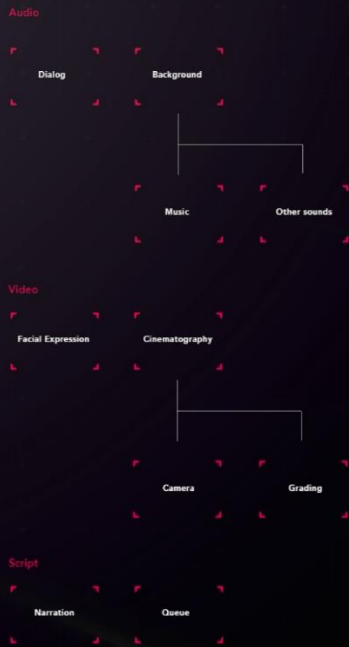 Audio
Dialog
Background
Music
Other sounds
Video
Facial Expression
Cinematography
Camera
Grading
Script
Narration
Queue